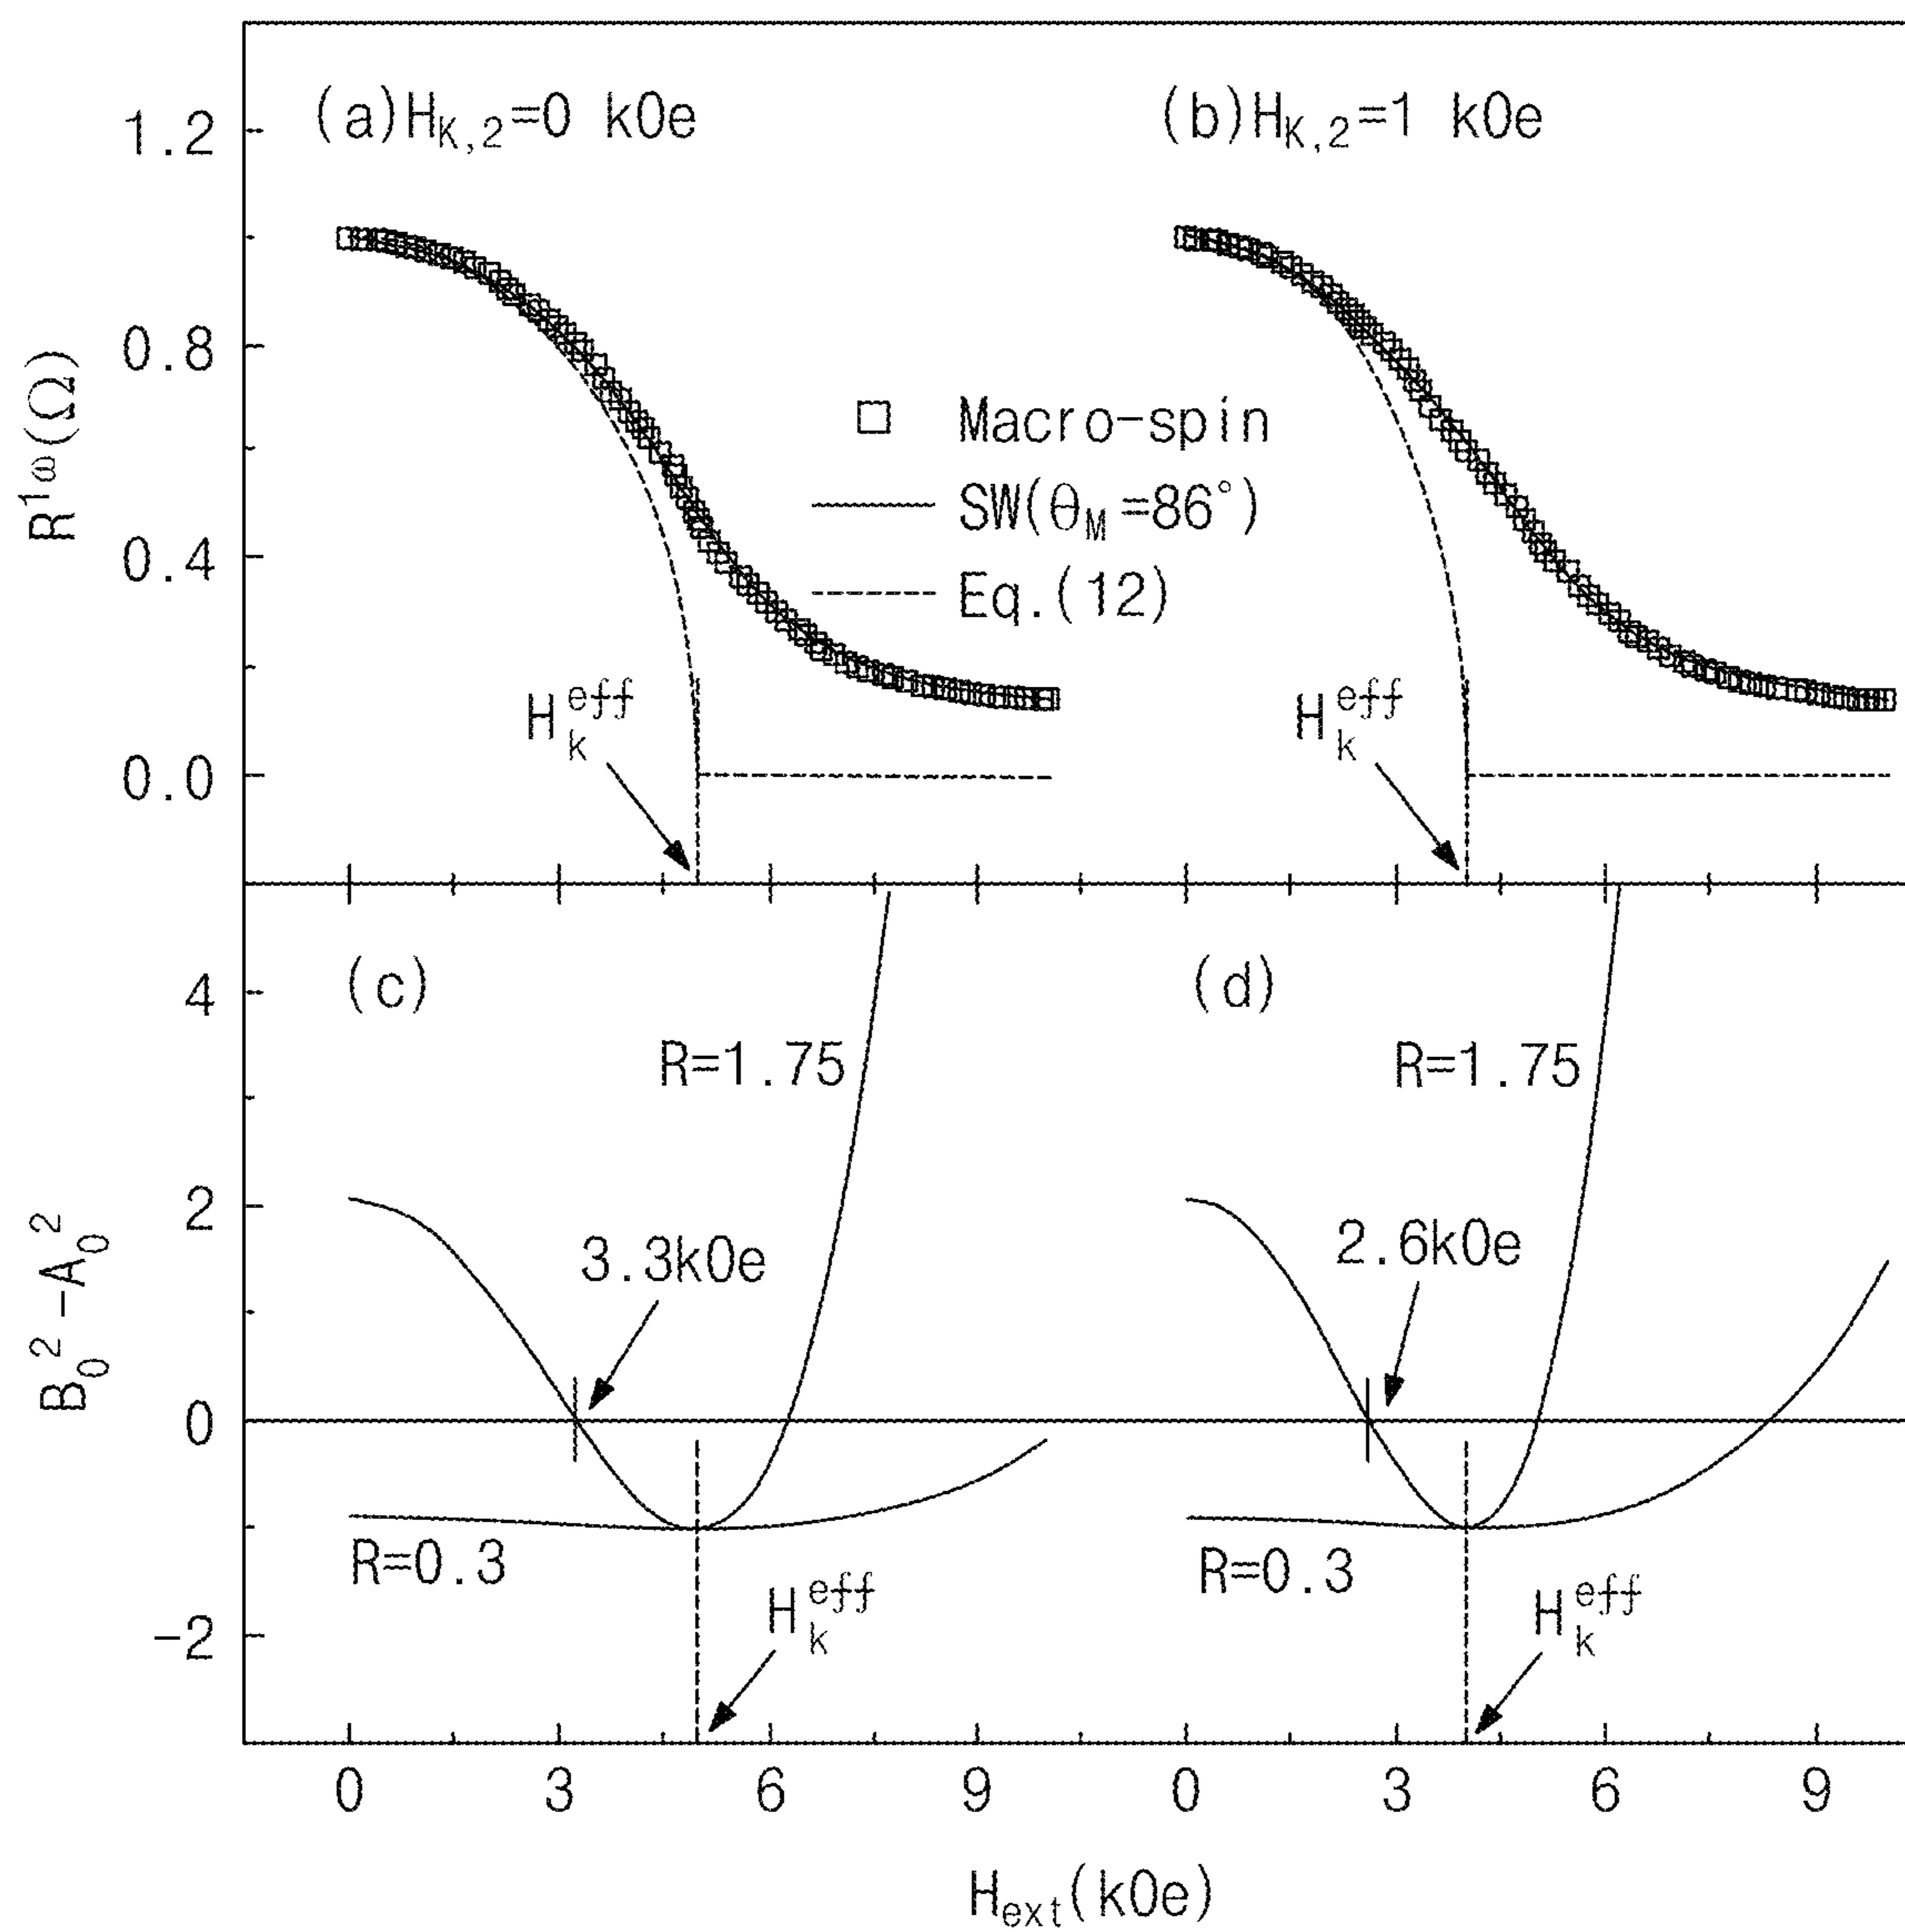 (a)H_K,2=0 kOe
(b)H_K,2=1 kOe
1.2
0.8
0.4
0.0
R^1ω(Ω)
Macro-spin
SW(θ_M=86°)
Eq.(12)
H_k^eff
H_k^eff
(c)
(d)
4
2
0
-2
B_0^2-A_0^2
R=1.75
R=1.75
3.3kOe
2.6kOe
R=0.3
R=0.3
H_k^eff
H_k^eff
0 3 6 9 0 3 6 9
H_ext(kOe)